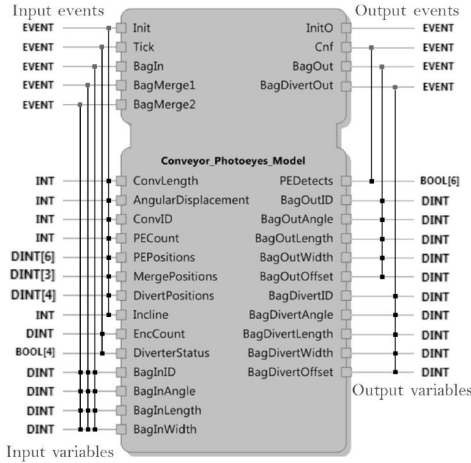 Input events Output events
EVENT Init InitO EVENT
EVENT Tick Cnf EVENT
EVENT BagIn BagOut EVENT
EVENT BagMerge1 BagDivertOut EVENT
EVENT BagMerge2
Conveyor_Photoeyes_Model
INT ConvLength PEDetects BOOL[6]
INT AngularDisplacement BagOutID DINT
INT ConvID BagOutAngle DINT
INT PECount BagOutLength DINT
DINT[6] PEPositions BagOutWidth DINT
DINT[3] MergePositions BagOutOffset DINT
DINT[4] DivertPositions BagDivertID DINT
INT Incline BagDivertAngle DINT
DINT EncCount BagDivertLength DINT
BOOL[4] DiverterStatus BagDivertWidth DINT
DINT BagInID BagDivertOffset DINT
DINT BagInAngle Output variables
DINT BagInLength
DINT BagInWidth
Input variables